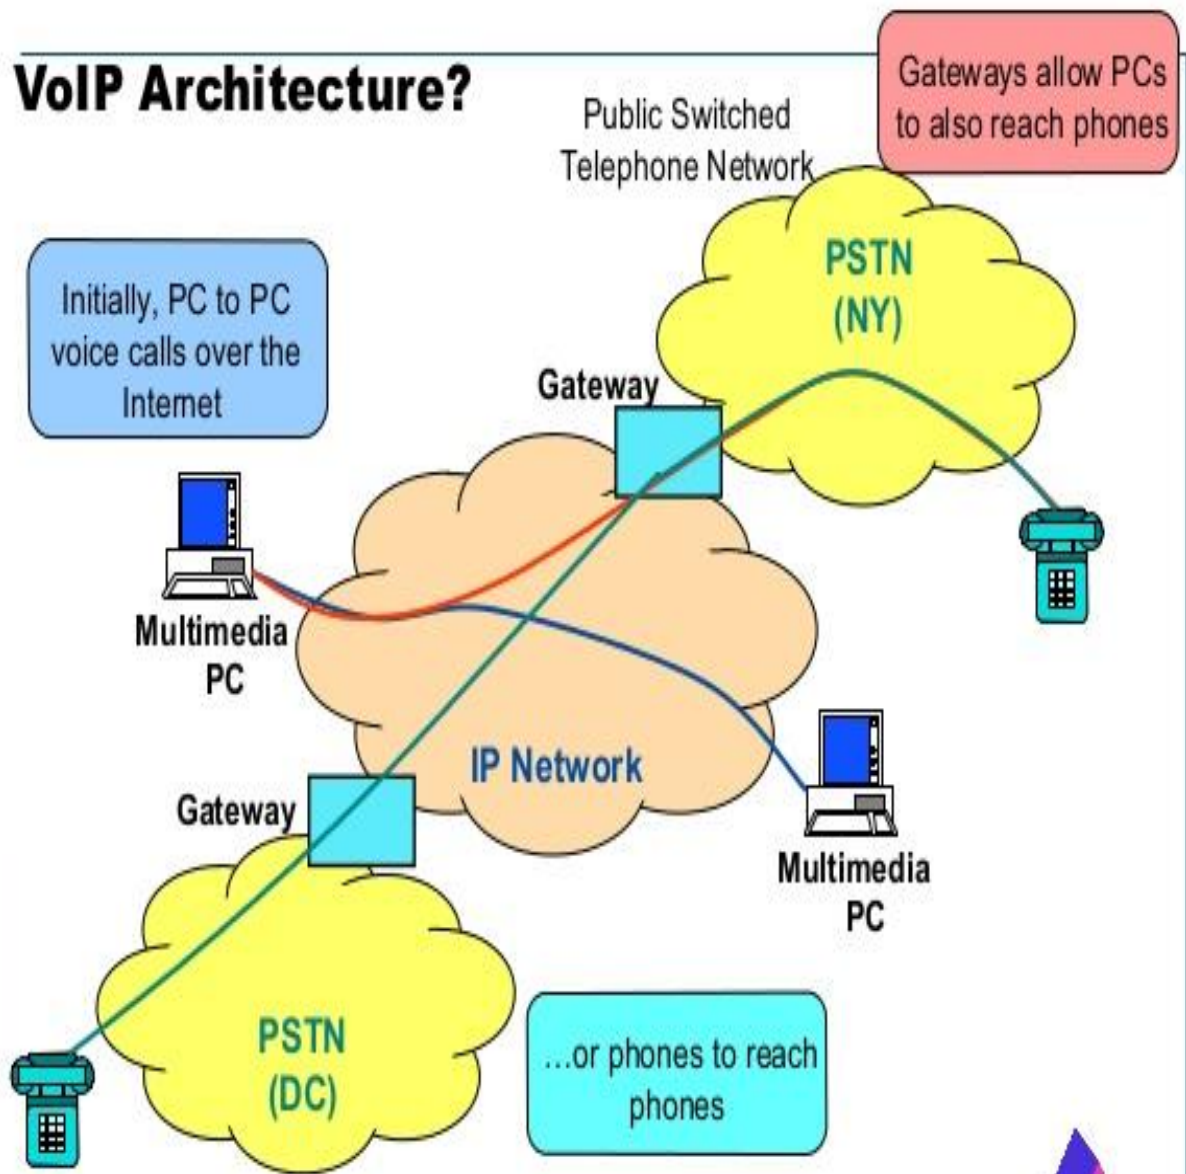 VoIP Architecture?
Gateways allow PCs
to also reach phones
Public Switched
Telephone Network
PSTN
(NY)
Initially, PC to PC
voice calls over the
Internet
Gateway
Multimedia
PC
IP Network
Gateway
Multimedia
PC
PSTN
(DC)
...or phones to reach
phones